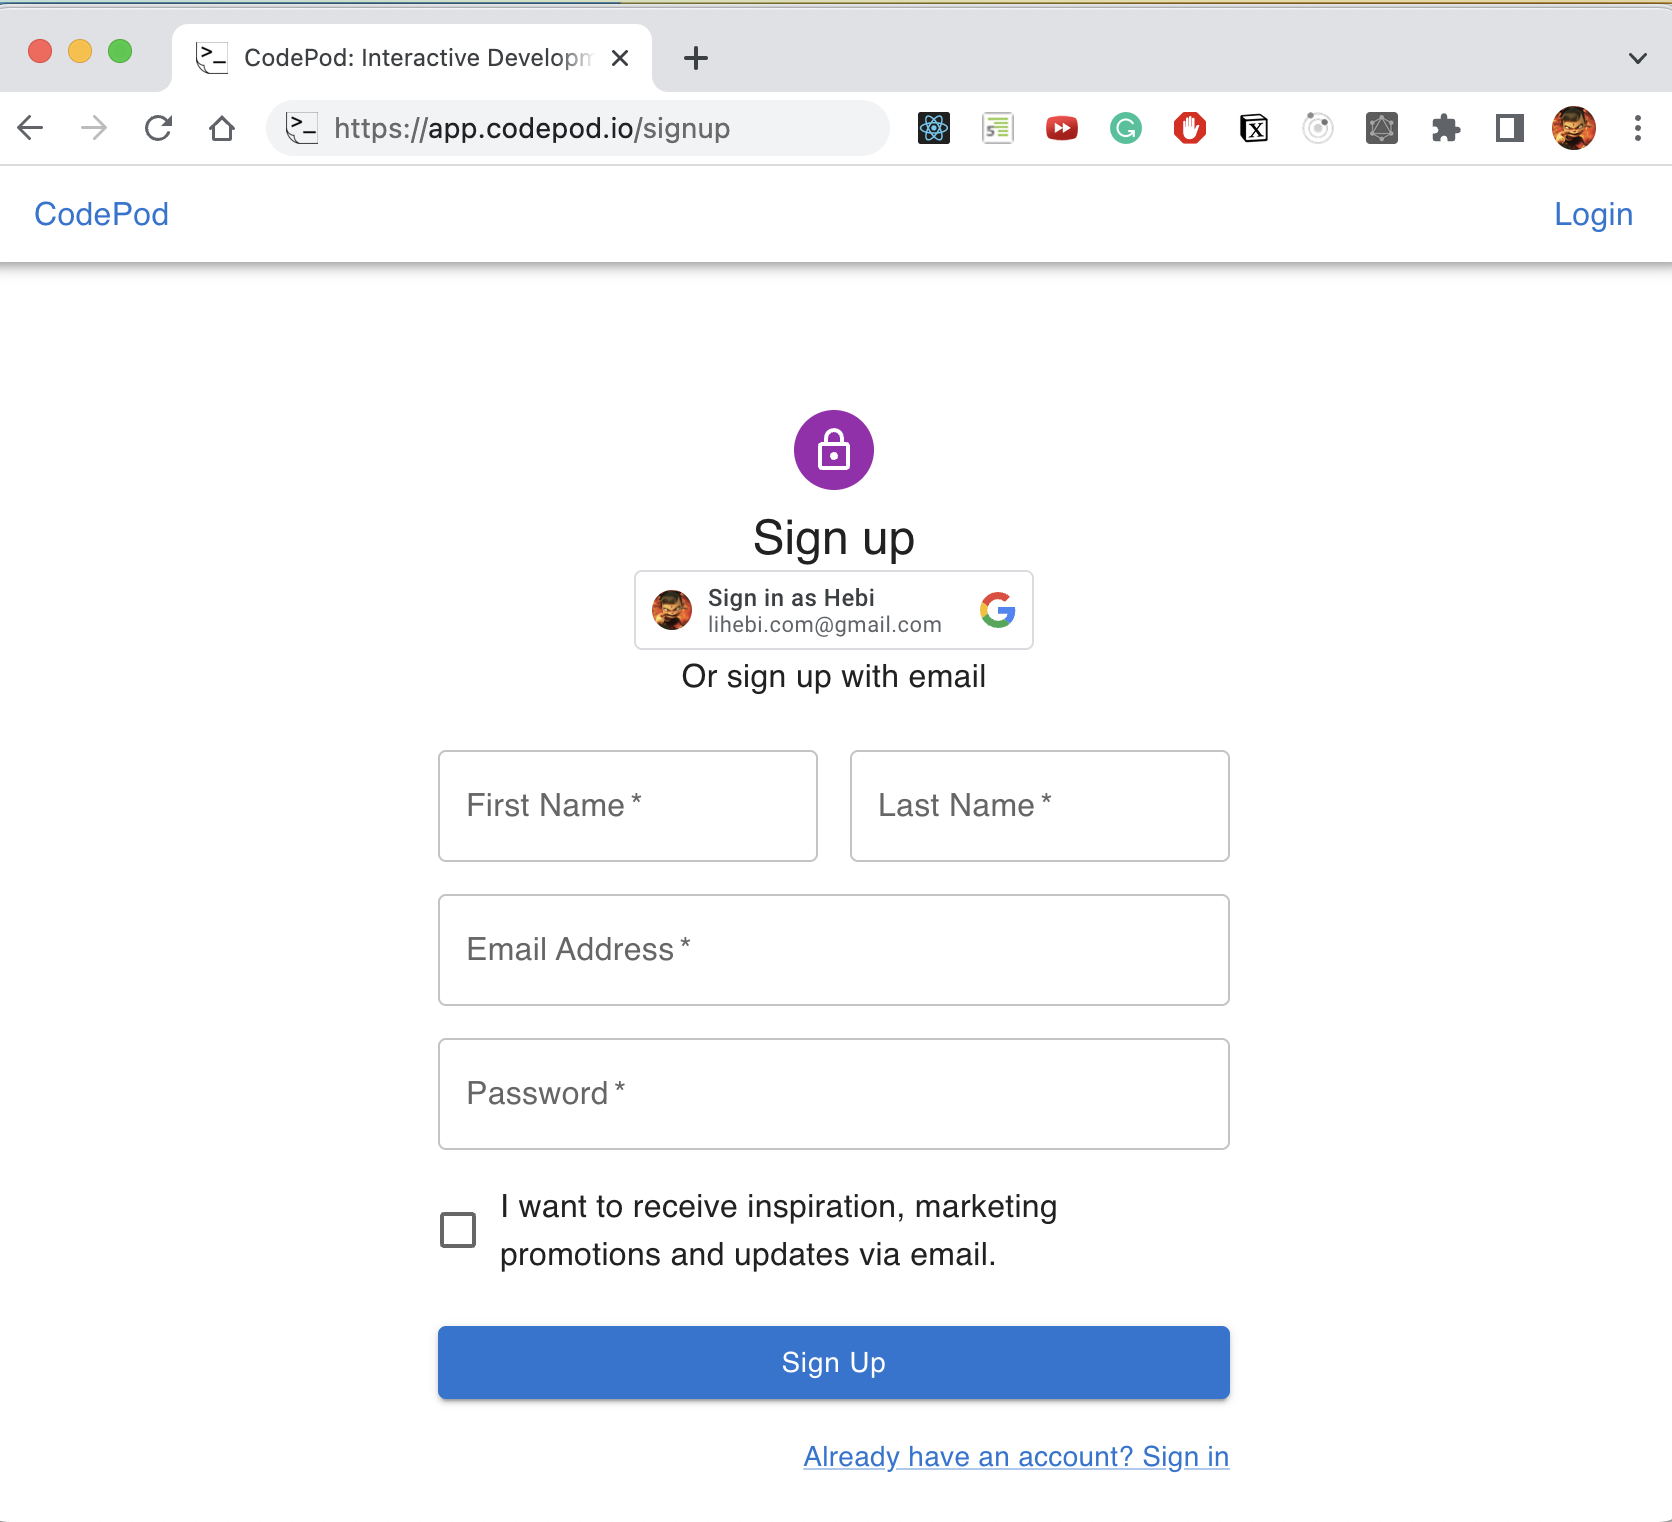 CodePod: Interactive Developm
https://app.codepod.io/signup
CodePod
Login
Sign up
Sign in as Hebi
lihebi.com@gmail.com
Or sign up with email
First Name *
Last Name *
Email Address *
Password *
I want to receive inspiration, marketing
promotions and updates via email.
Sign Up
Already have an account? Sign in